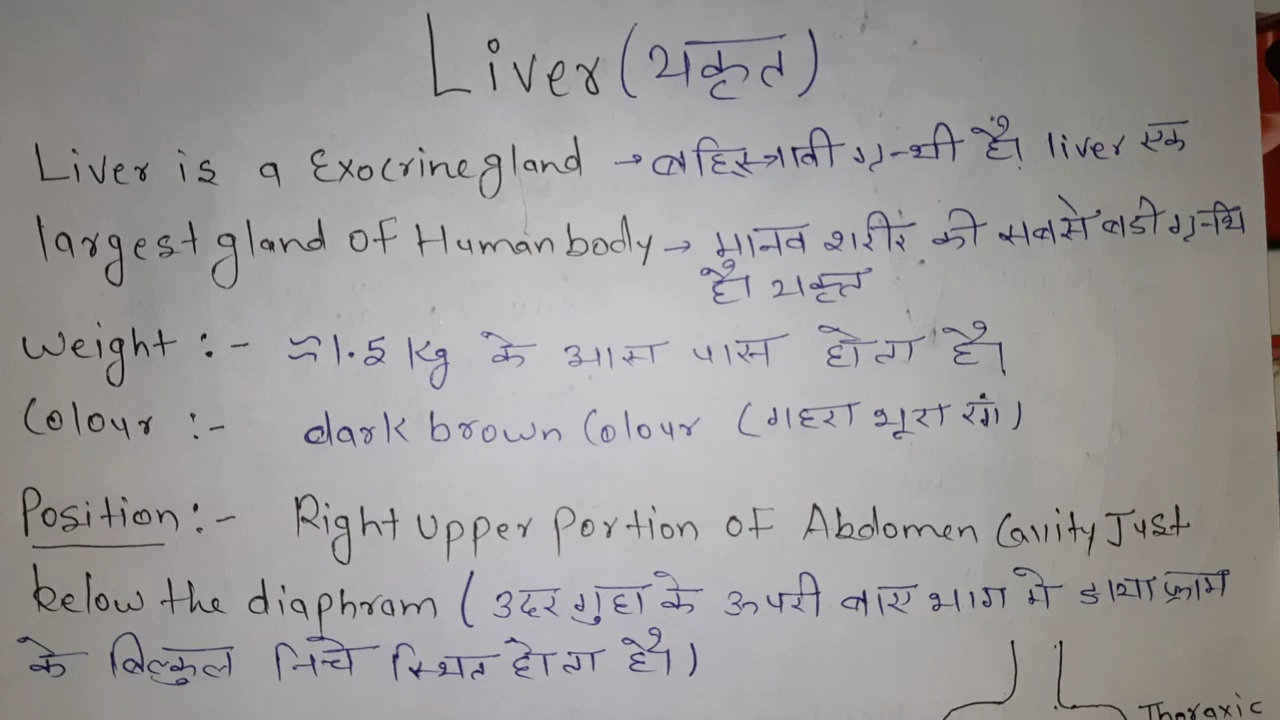 Liver (यकृत)
Liver is a Exocrine gland → बहिस्त्रावी ग्रन्थी है। liver एक
largest gland of Human body → मानव शरीर की सबसे बडी ग्रन्थि
है। यकृत
Weight :- ≈1.5 Kg के आस पास होता है।
Colour :- dark brown Colour (गहरा भूरा रंग)
Position :- Right Upper Portion of Abdomen Cavity Just
below the diaphram (उदर गुहा के ऊपरी बाए भाग मे डायाफ्राम
के बिल्कुल निचे स्थित होता है।)
Thoraxic